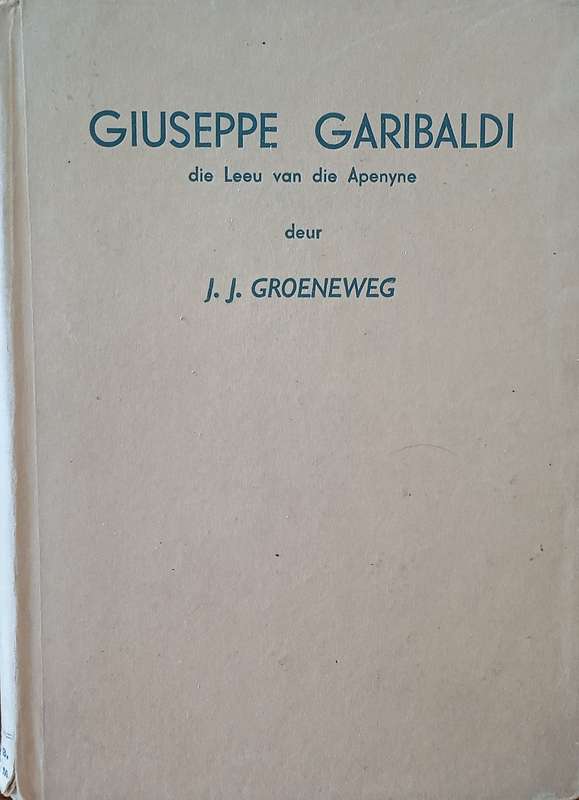 GIUSEPPE GARIBALDI
die Leeu van die Apenyne
deur
J. J. GROENEWEG